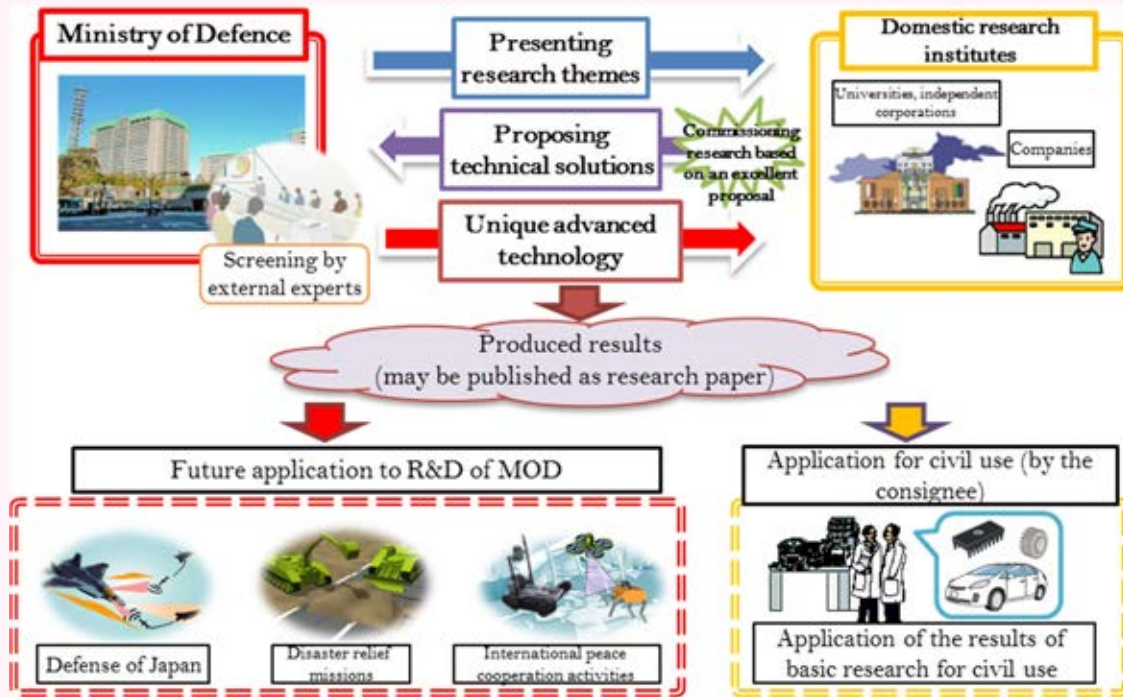 Ministry of Defence
Presenting
research themes
Domestic research
institutes
Universities, independent
corporations
Companies
Proposing
technical solutions
Commissioning
research based
on an excellent
proposal
Unique advanced
technology
Screening by
external experts
Produced results
(may be published as research paper)
Future application to R&D of MOD
Application for civil use (by the
consignee)
Defense of Japan
Disaster relief
missions
International peace
cooperation activities
Application of the results of
basic research for civil use